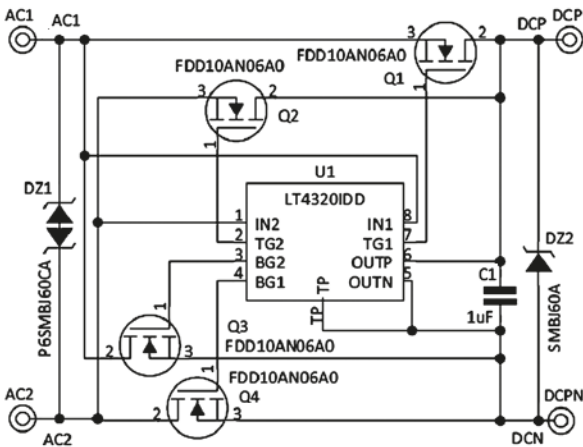 AC1 AC1 DCP DCP
3 2
FDD10AN06A0 FDD10AN06A0
Q1
3 2 1
Q2
1
U1
LT4320IDD
DZ1
1 IN2 IN1 8
2 TG2 TG1 7
3 BG2 OUTP 6
4 BG1 OUTN 5
TP
TP
DZ2
C1
1uF
P6SMBJ60CA
SMBJ60A
1
Q3
2 3 FDD10AN06A0
1 FDD10AN06A0
Q4
AC2 2 3 DCPN
AC2 DCN